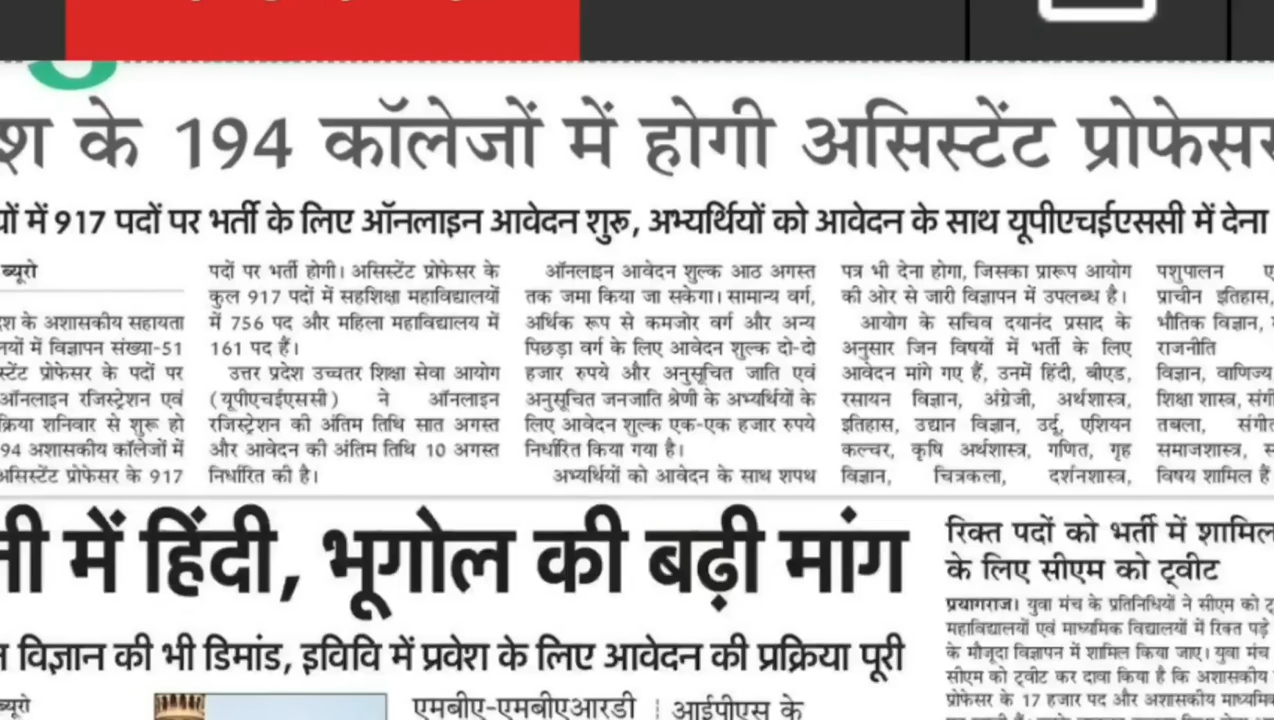 के 194 कॉलेजों में होगी असिस्टेंट
में 917 पदों पर भर्ती के लिए ऑनलाइन आवेदन शुरू, अभ्यर्थियों को आवेदन के साथ यूपीएचईएससी में देना
ब्यूरो
के अशासकीय सहायता
में विज्ञापन संख्या-51
प्रोफेसर के पदों पर
ऑनलाइन रजिस्ट्रेशन एवं
शनिवार से शुरू हो
अशासकीय कॉलेजों में
असिस्टेंट प्रोफेसर के 917
पदों पर भर्ती होगी। असिस्टेंट प्रोफेसर के
कुल 917 पदों में सहशिक्षा महाविद्यालयों
में 756 पद और महिला महाविद्यालय में
161 पद हैं।
उत्तर प्रदेश उच्चतर शिक्षा सेवा आयोग
(यूपीएचईएससी) ने ऑनलाइन
रजिस्ट्रेशन की अंतिम तिथि सात अगस्त
और आवेदन की अंतिम तिथि 10 अगस्त
निर्धारित की है।
ऑनलाइन आवेदन शुल्क आठ अगस्त
तक जमा किया जा सकेगा। सामान्य वर्ग,
आर्थिक रूप से कमजोर वर्ग और अन्य
पिछड़ा वर्ग के लिए आवेदन शुल्क दो-दो
हजार रुपये और अनुसूचित जाति एवं
अनुसूचित जनजाति श्रेणी के अभ्यर्थियों के
लिए आवेदन शुल्क एक-एक हजार रुपये
निर्धारित किया गया है।
अभ्यर्थियों को आवेदन के साथ शपथ
पत्र भी देना होगा, जिसका प्रारूप आयोग
की ओर से जारी विज्ञापन में उपलब्ध है।
आयोग के सचिव दयानंद प्रसाद के
अनुसार जिन विषयों में भर्ती के लिए
आवेदन मांगे गए हैं, उनमें हिंदी, बीएड,
रसायन विज्ञान, अंग्रेजी, अर्थशास्त्र,
इतिहास, उद्यान विज्ञान, उर्दू, एशियन
कल्चर, कृषि अर्थशास्त्र, गणित, गृह
विज्ञान, चित्रकला, दर्शनशास्त्र,
पशुपालन
प्राचीन इतिहास,
भौतिक विज्ञान,
राजनीति
विज्ञान, वाणिज्य
शिक्षा शास्त्र,
तबला,
समाजशास्त्र,
विषय शामिल हैं
में हिंदी, भूगोल की बढ़ी मांग
विज्ञान की भी डिमांड, इविवि में प्रवेश के लिए आवेदन की प्रक्रिया पूरी
ब्यूरो
एमबीए-एमबीएआरडी
आईपीएस के
रिक्त पदों को भर्ती में शामिल
के लिए सीएम को ट्वीट
प्रयागराज। युवा मंच के प्रतिनिधियों ने सीएम को
महाविद्यालयों एवं माध्यमिक विद्यालयों में रिक्त पड़े
के मौजूदा विज्ञापन में शामिल किया जाए। युवा मंच
सीएम को ट्वीट कर दावा किया है कि अशासकीय
प्रोफेसर के 17 हजार पद और अशासकीय